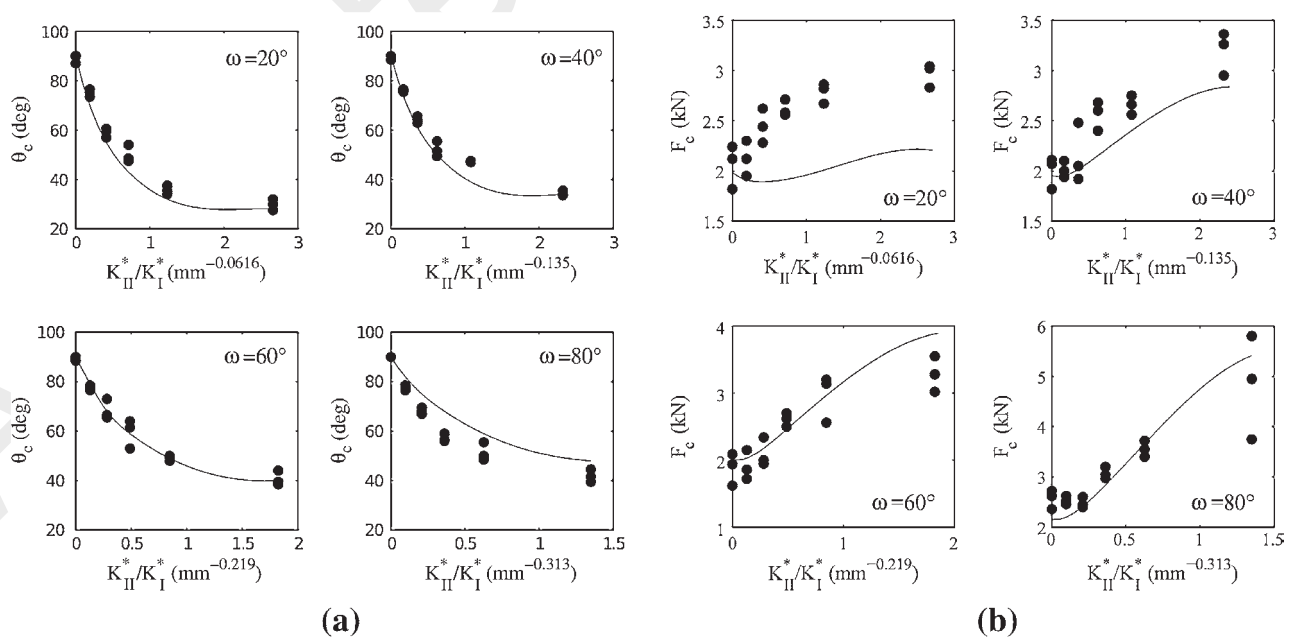 100
80
60
40
20
θc (deg)
ω=20°
0 1 2 3
K*II/K*I (mm−0.0616)
100
80
60
40
20
θc (deg)
ω=40°
0 1 2 3
K*II/K*I (mm−0.135)
100
80
60
40
20
θc (deg)
ω=60°
0 0.5 1 1.5 2
K*II/K*I (mm−0.219)
100
80
60
40
20
θc (deg)
ω=80°
0 0.5 1 1.5
K*II/K*I (mm−0.313)
(a)
3.5
3
2.5
2
1.5
Fc (kN)
ω=20°
0 1 2 3
K*II/K*I (mm−0.0616)
3.5
3
2.5
2
1.5
Fc (kN)
ω=40°
0 1 2 3
K*II/K*I (mm−0.135)
4
3
2
1
Fc (kN)
ω=60°
0 1 2
K*II/K*I (mm−0.219)
6
5
4
3
2
Fc (kN)
ω=80°
0 0.5 1 1.5
K*II/K*I (mm−0.313)
(b)